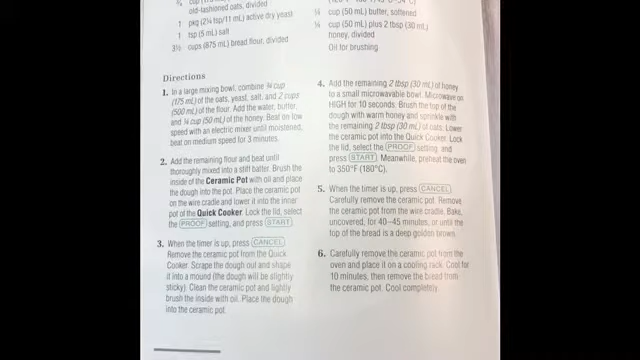 old-fashioned oats, divided
1 pkg (2¼ tsp/11 mL) active dry yeast
1 tsp (5 mL) salt
3½ cups (875 mL) bread flour, divided
¼ cup (50 mL) butter, softened
¼ cup (50 mL) plus 2 tbsp (30 mL)
honey, divided
Oil for brushing
Directions
1. In a large mixing bowl, combine ¾ cup
(175 mL) of the oats, yeast, salt, and 2 cups
(500 mL) of the flour. Add the water, butter,
and ¼ cup (50 mL) of the honey. Beat on low
speed with an electric mixer until moistened,
beat on medium speed for 3 minutes.
2. Add the remaining flour and beat until
thoroughly mixed into a stiff batter. Brush the
inside of the Ceramic Pot with oil and place
the dough into the pot. Place the ceramic pot
on the wire cradle and lower it into the inner
pot of the Quick Cooker. Lock the lid, select
the PROOF setting, and press START.
3. When the timer is up, press CANCEL.
Remove the ceramic pot from the Quick
Cooker. Scrape the dough out and shape
it into a mound (the dough will be slightly
sticky). Clean the ceramic pot and lightly
brush the inside with oil. Place the dough
into the ceramic pot.
4. Add the remaining 2 tbsp (30 mL) of honey
to a small microwavable bowl. Microwave on
HIGH for 10 seconds. Brush the top of the
dough with warm honey and sprinkle with
the remaining 2 tbsp (30 mL) of oats. Lower
the ceramic pot into the Quick Cooker. Lock
the lid, select the PROOF setting, and
press START. Meanwhile, preheat the oven
to 350°F (180°C).
5. When the timer is up, press CANCEL.
Carefully remove the ceramic pot. Remove
the ceramic pot from the wire cradle. Bake,
uncovered, for 40–45 minutes, or until the
top of the bread is a deep golden brown.
6. Carefully remove the ceramic pot from the
oven and place it on a cooling rack. Cool for
10 minutes, then remove the bread from
the ceramic pot. Cool completely.